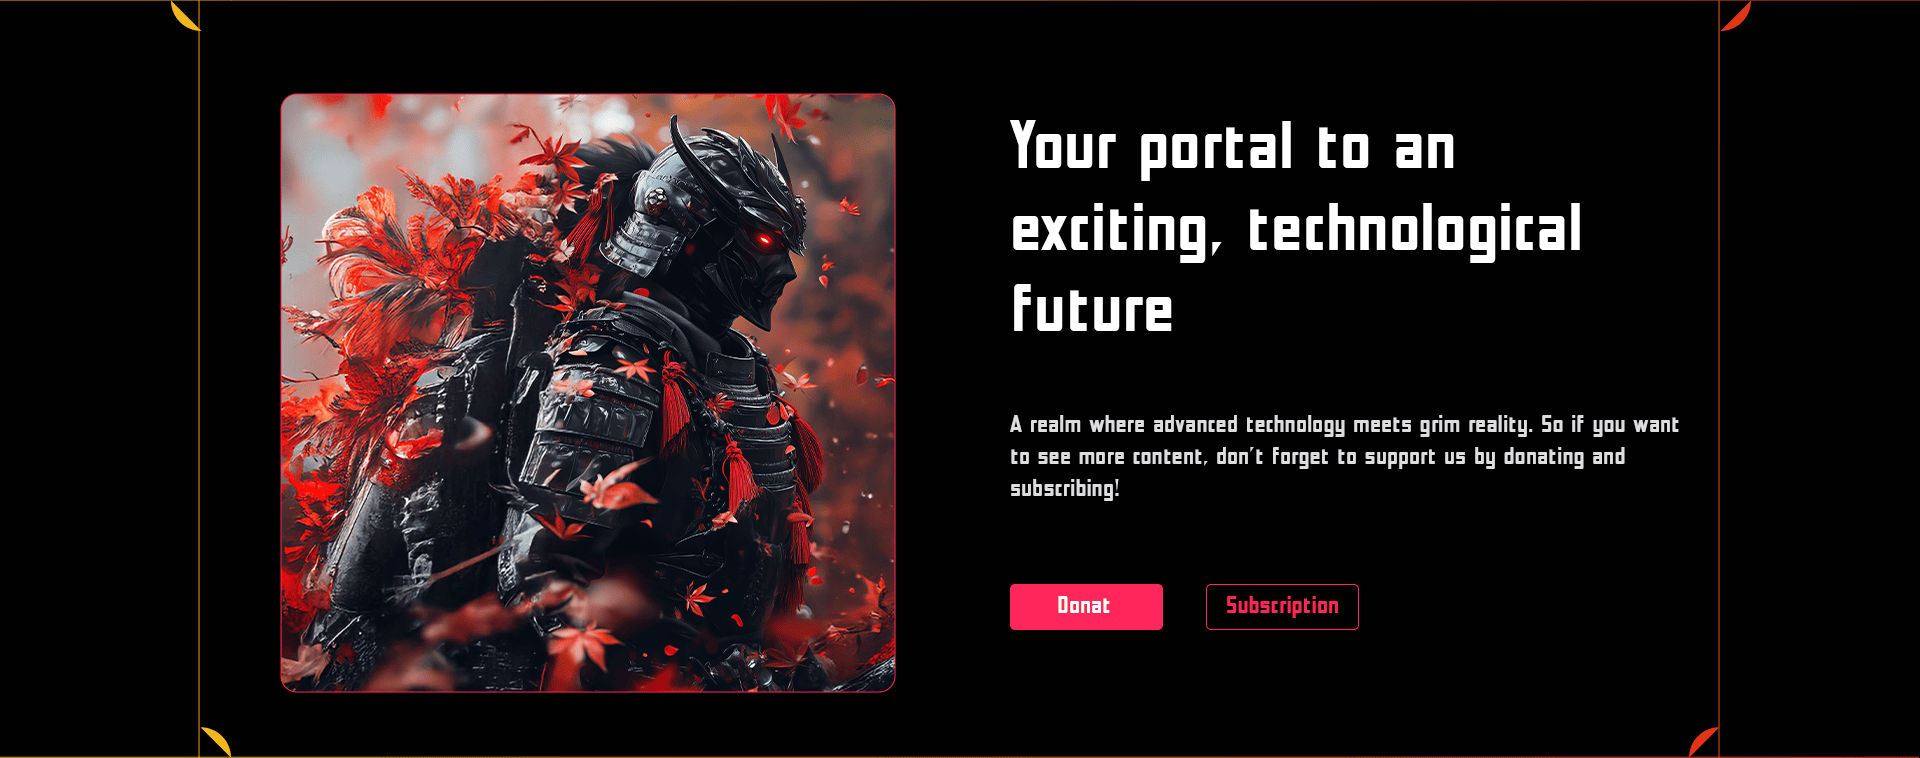 Your portal to an
exciting, technological
future
A realm where advanced technology meets grim reality. So if you want
to see more content, don't forget to support us by donating and
subscribing!
Donat
Subscription